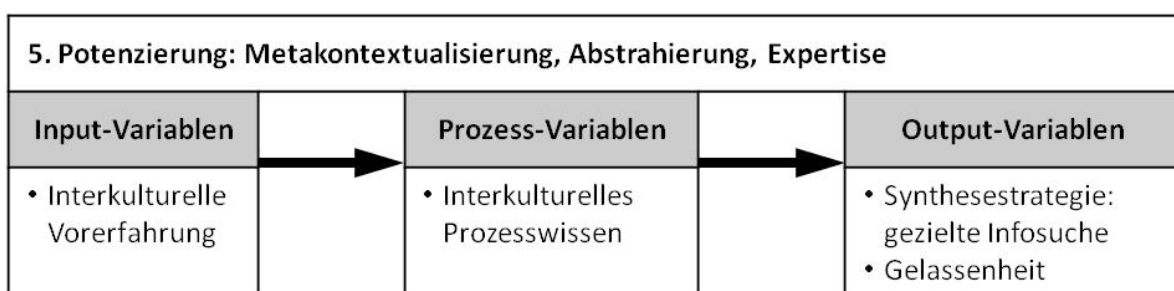 5. Potenzierung: Metakontextualisierung, Abstrahierung, Expertise
Input-Variablen
• Interkulturelle
Vorerfahrung
Prozess-Variablen
• Interkulturelles
Prozesswissen
Output-Variablen
• Synthesestrategie:
gezielte Infosuche
• Gelassenheit